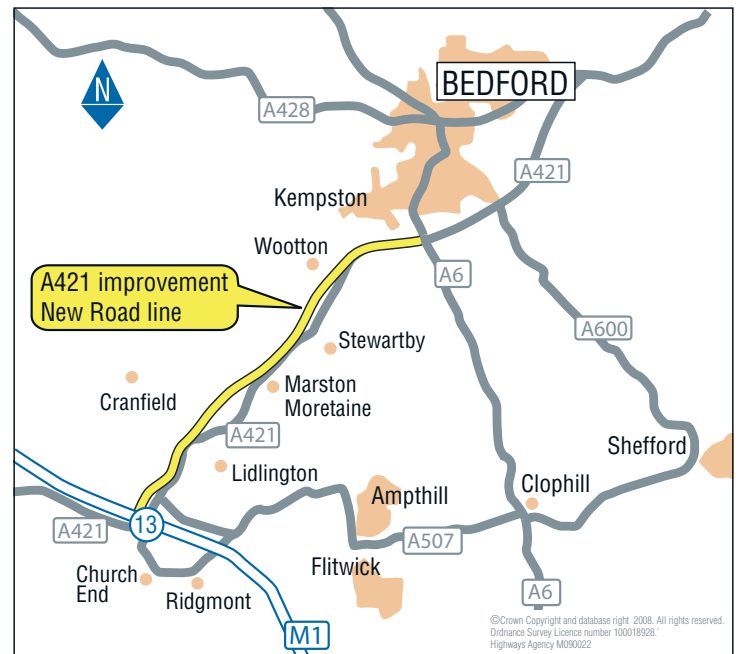 N
BEDFORD
A428
A421
Kempston
Wootton
A421 improvement
New Road line
A6
A600
Stewartby
Cranfield
Marston
Moretaine
A421
Shefford
Lidlington
Ampthill
Clophill
13
A421
A507
Flitwick
Church
End
Ridgmont
A6
M1
©Crown Copyright and database right 2008. All rights reserved.
Ordnance Survey Licence number 100018928.'
Highways Agency M090022